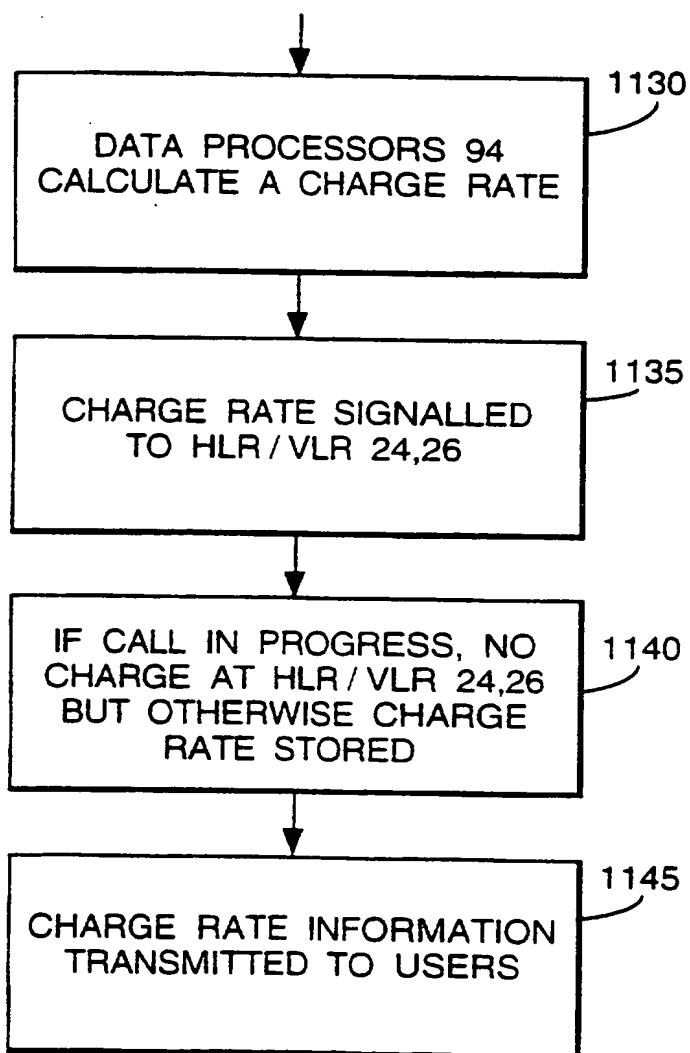 1130
DATA PROCESSORS 94
CALCULATE A CHARGE RATE
1135
CHARGE RATE SIGNALLED
TO HLR/VLR 24,26
1140
IF CALL IN PROGRESS, NO
CHARGE AT HLR/VLR 24,26
BUT OTHERWISE CHARGE
RATE STORED
1145
CHARGE RATE INFORMATION
TRANSMITTED TO USERS